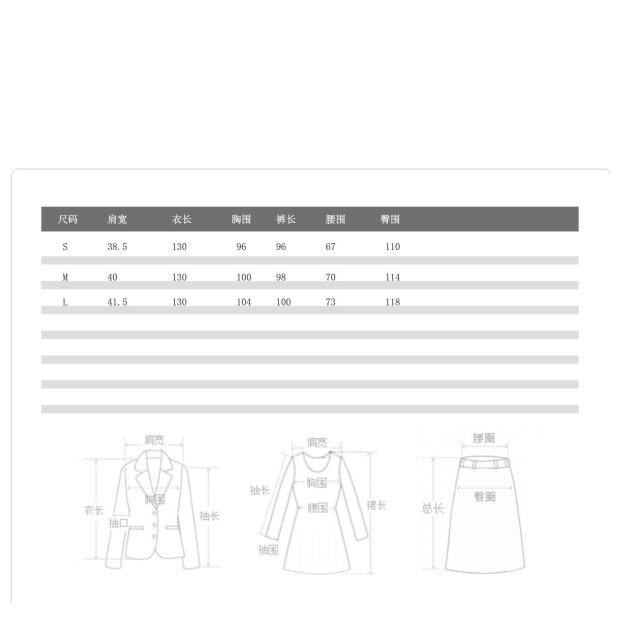 尺码 肩宽 衣长 胸围 裤长 腰围 臀围
S 38.5 130 96 96 67 110
M 40 130 100 98 70 114
L 41.5 130 104 100 73 118
肩宽
衣长
胸围
袖口
袖长
肩宽
袖长
胸围
腰围
裙长
袖围
腰圈
总长
臀圈